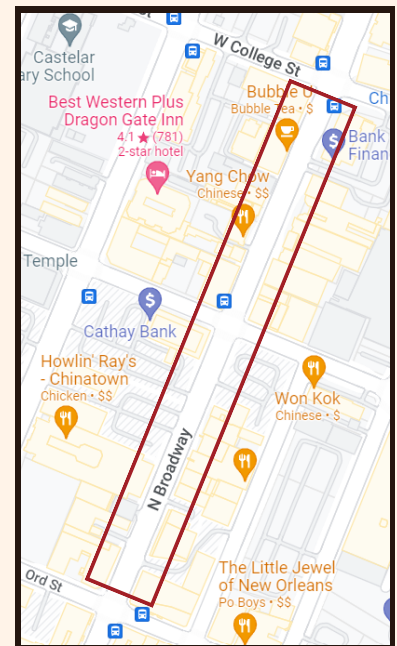 St
W College St
Castelar
ary School
Bubble U
Bubble Tea • $
Ch
Best Western Plus
Dragon Gate Inn
4.1★(781)
2-star hotel
Bank
Finan
Yang Chow
Chinese • $$
Temple
Cathay Bank
Howlin' Ray's
- Chinatown
Chicken • $$
Won Kok
Chinese • $
N Broadway
Ord St
The Little Jewel
of New Orleans
Po Boys • $$